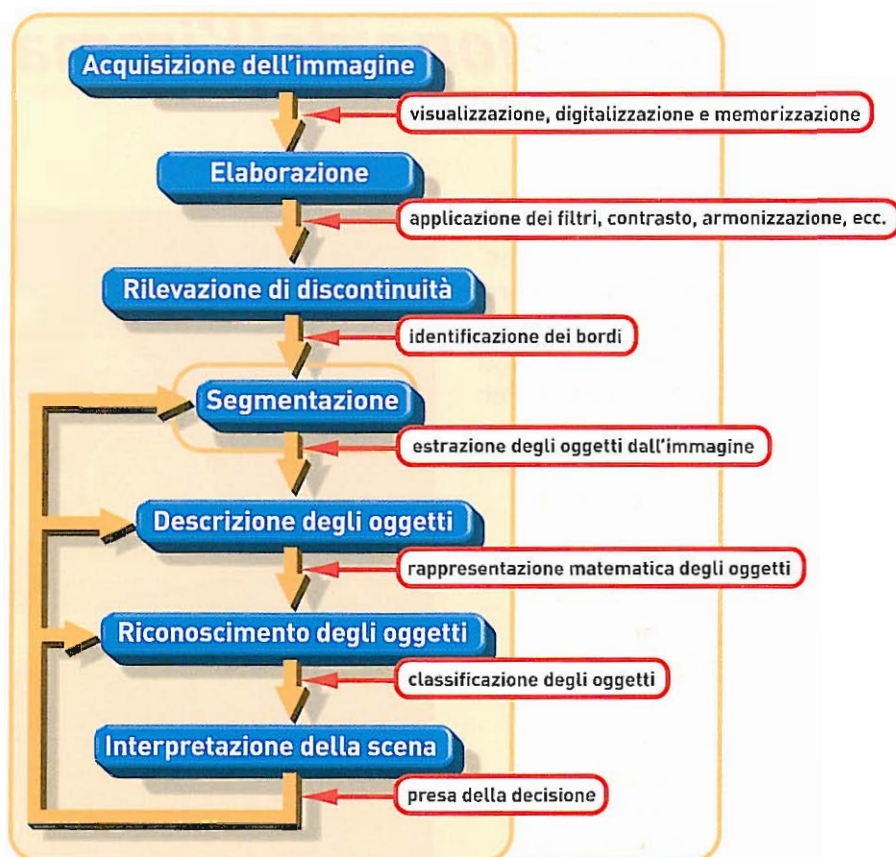 Acquisizione dell'immagine
visualizzazione, digitalizzazione e memorizzazione
Elaborazione
applicazione dei filtri, contrasto, armonizzazione, ecc.
Rilevazione di discontinuità
identificazione dei bordi
Segmentazione
estrazione degli oggetti dall'immagine
Descrizione degli oggetti
rappresentazione matematica degli oggetti
Riconoscimento degli oggetti
classificazione degli oggetti
Interpretazione della scena
presa della decisione